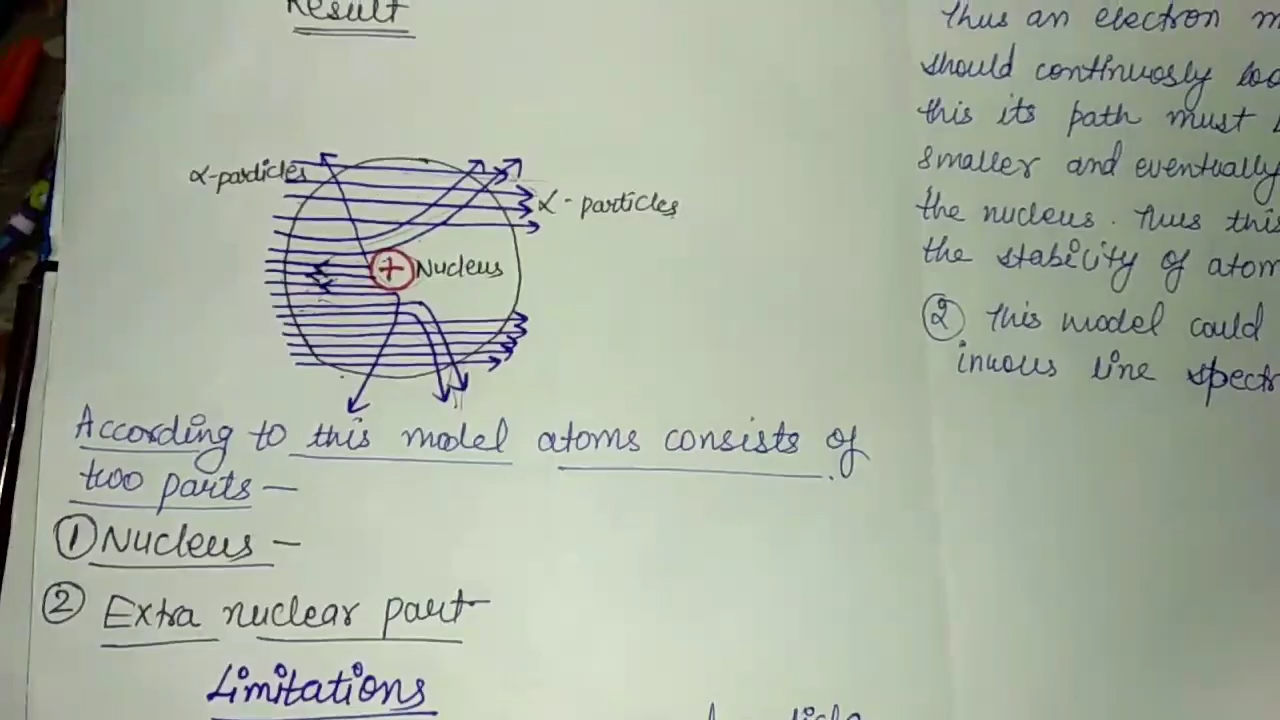 Result
α-particles
α - particles
+ Nucleus
According to this model atoms consists of
two parts —
① Nucleus —
② Extra nuclear part
Limitations
thus an electron
should continuosly
this its path must
smaller and eventually
the nucleus. Thus this
the stability of atom
② This model could
inuous line spectr